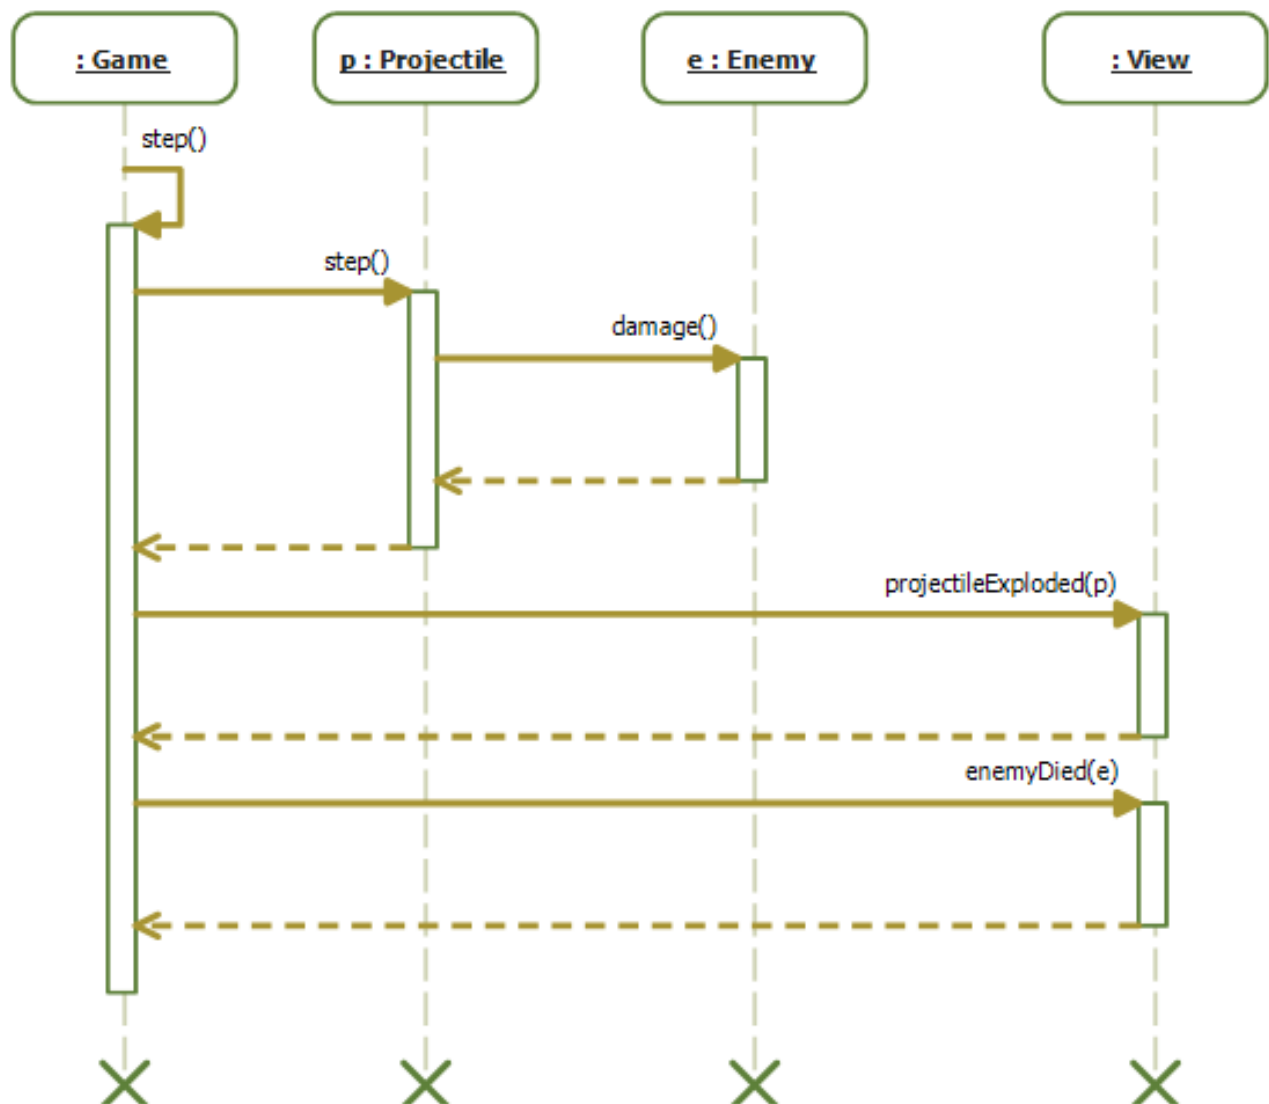 : Game
p : Projectile
e : Enemy
: View
step()
step()
damage()
projectileExploded(p)
enemyDied(e)